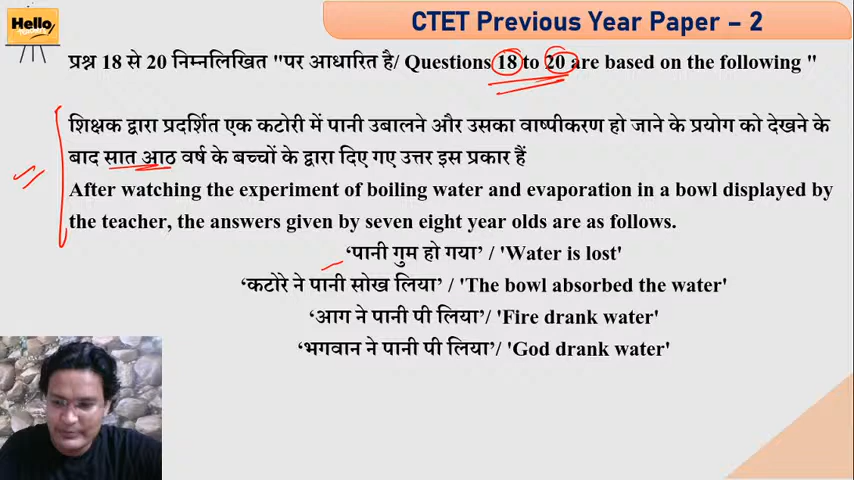 Hello
CTET Previous Year Paper – 2
प्रश्न 18 से 20 निम्नलिखित "पर आधारित है/ Questions 18 to 20 are based on the following "
शिक्षक द्वारा प्रदर्शित एक कटोरी में पानी उबालने और उसका वाष्पीकरण हो जाने के प्रयोग को देखने के
बाद सात आठ वर्ष के बच्चों के द्वारा दिए गए उत्तर इस प्रकार हैं
After watching the experiment of boiling water and evaporation in a bowl displayed by
the teacher, the answers given by seven eight year olds are as follows.
‘पानी गुम हो गया’ / 'Water is lost'
‘कटोरे ने पानी सोख लिया’ / 'The bowl absorbed the water'
‘आग ने पानी पी लिया’/ 'Fire drank water'
‘भगवान ने पानी पी लिया’/ 'God drank water'